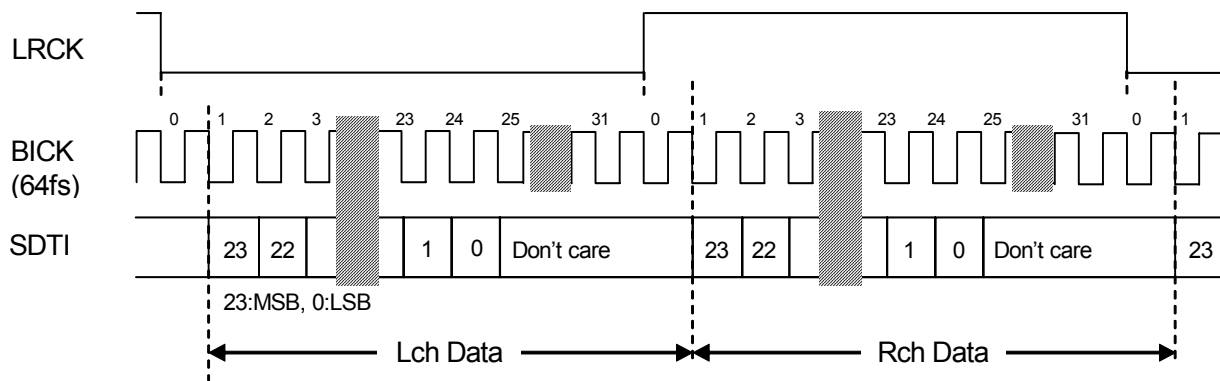 LRCK
0 1 2 3 23 24 25 31 0 1 2 3 23 24 25 31 0 1
BICK
(64fs)
SDTI 23 22 1 0 Don't care 23 22 1 0 Don't care 23
23:MSB, 0:LSB
Lch Data Rch Data